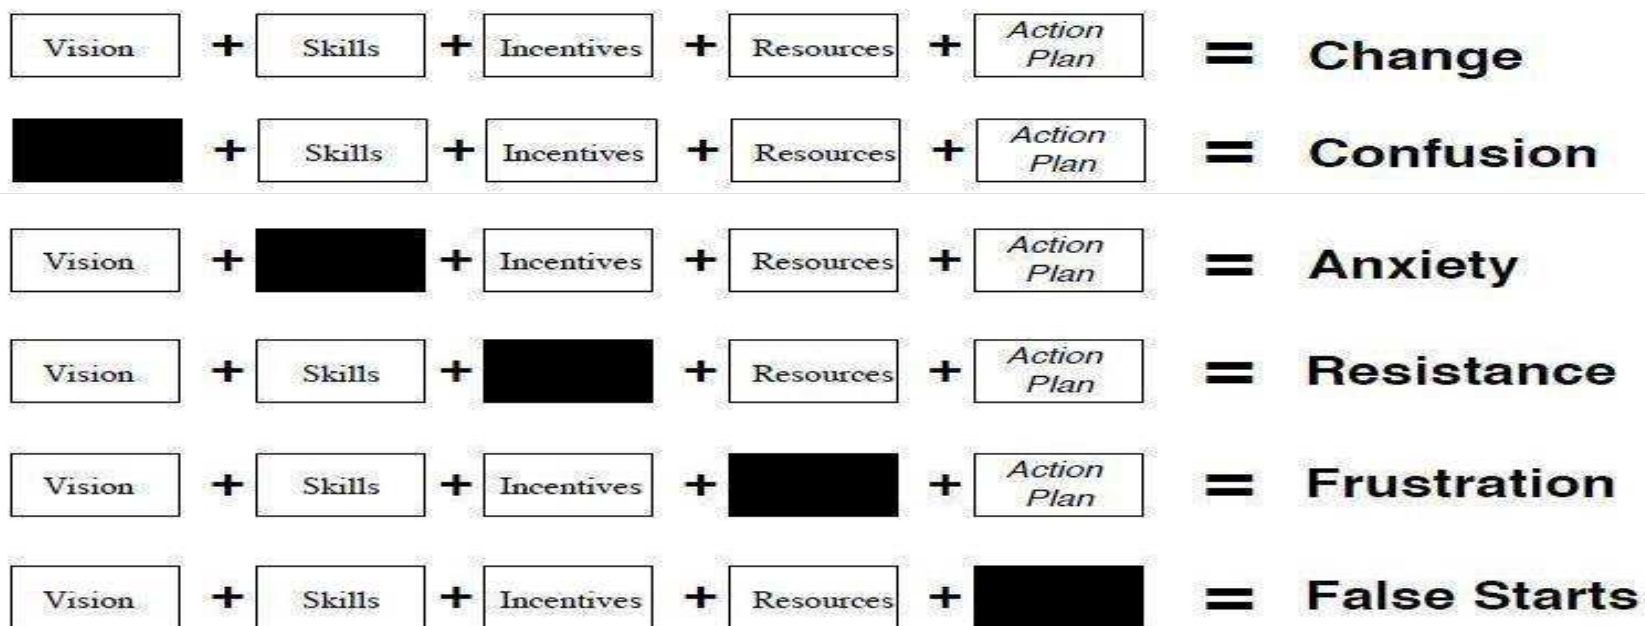 Vision + Skills + Incentives + Resources + Action Plan = Change
+ Skills + Incentives + Resources + Action Plan = Confusion
Vision + + Incentives + Resources + Action Plan = Anxiety
Vision + Skills + + Resources + Action Plan = Resistance
Vision + Skills + Incentives + + Action Plan = Frustration
Vision + Skills + Incentives + Resources + = False Starts